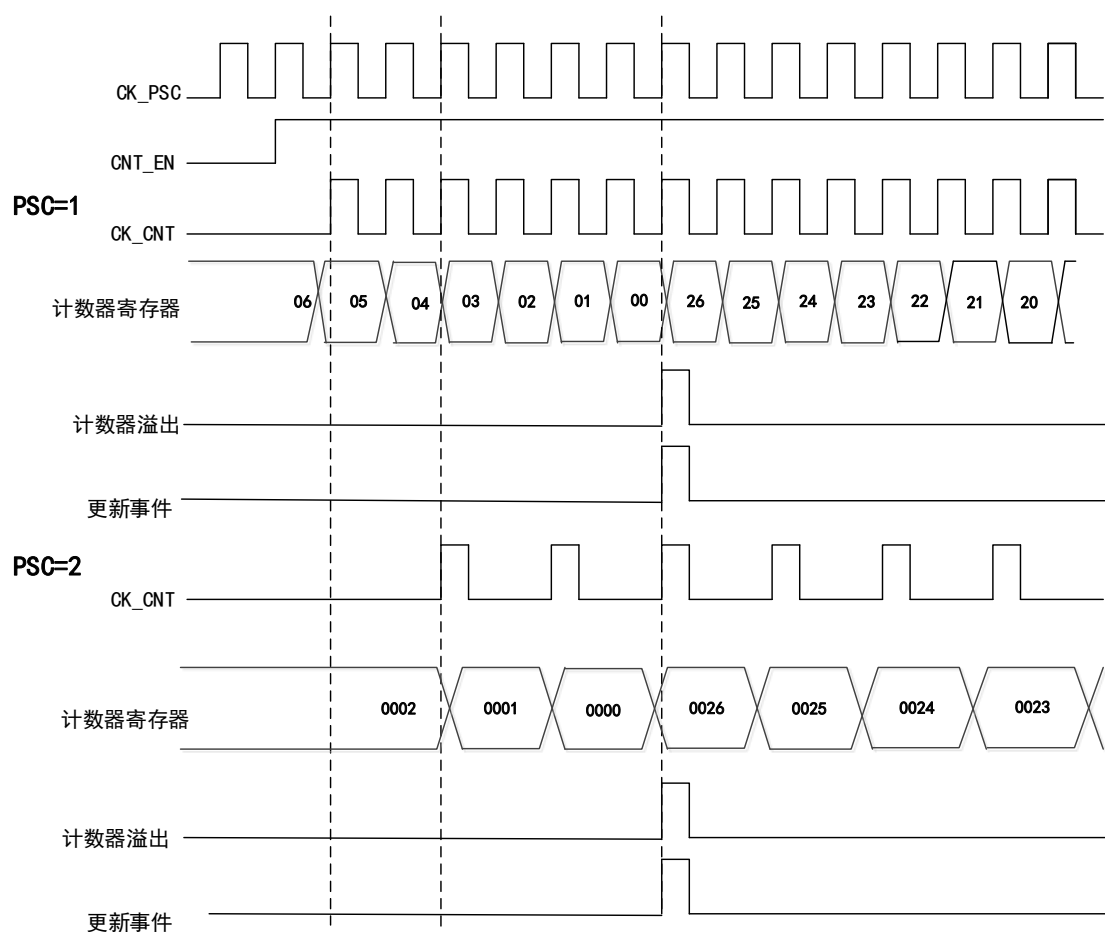 CK_PSC
CNT_EN
PSC=1
CK_CNT
计数器寄存器 06 05 04 03 02 01 00 26 25 24 23 22 21 20
计数器溢出
更新事件
PSC=2
CK_CNT
计数器寄存器 0002 0001 0000 0026 0025 0024 0023
计数器溢出
更新事件